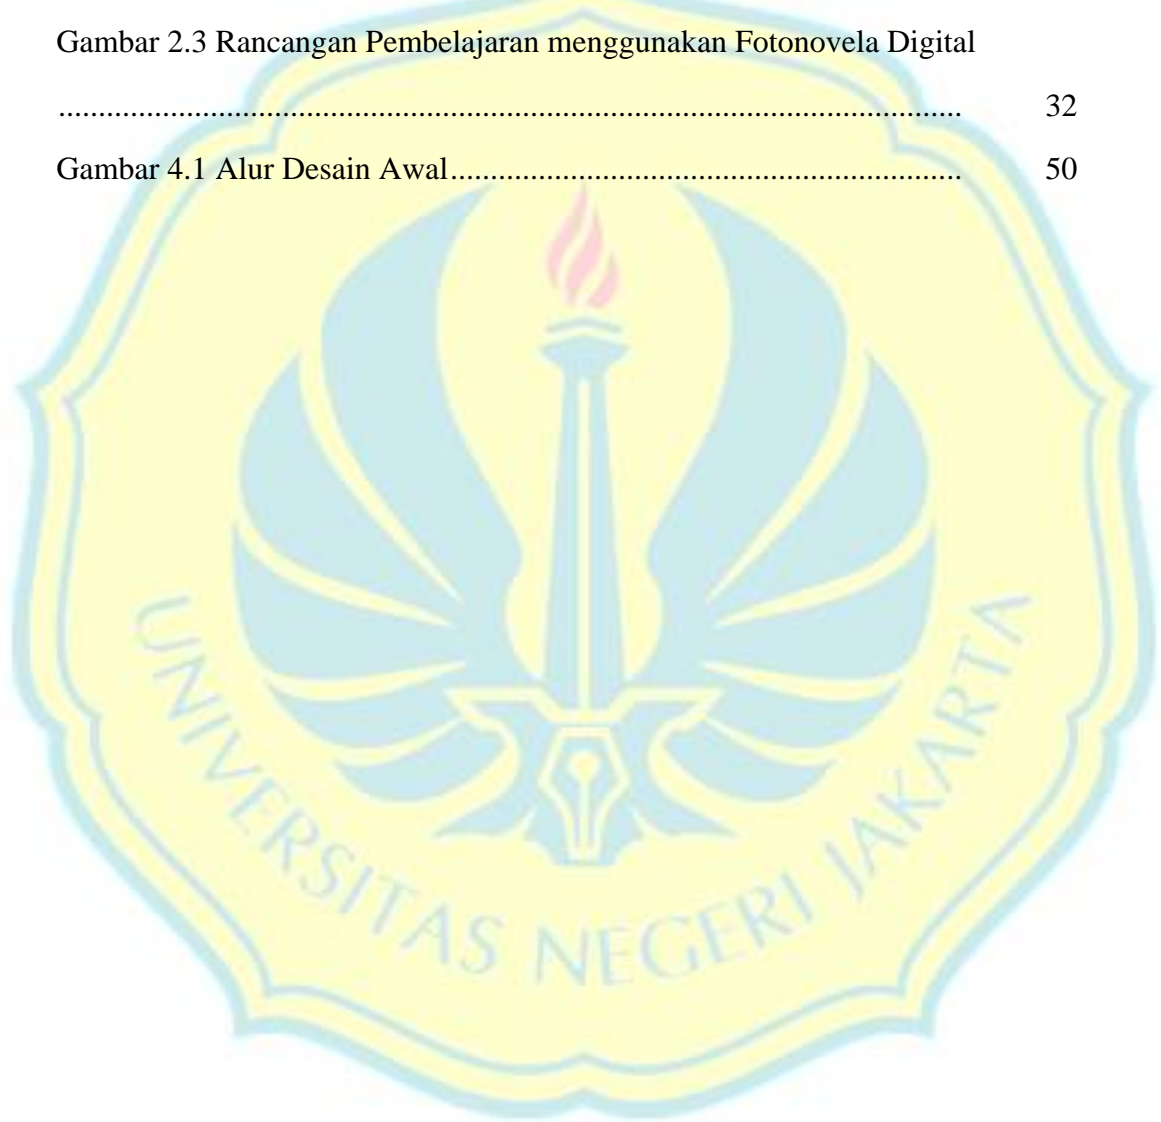 Gambar 2.3 Rancangan Pembelajaran menggunakan Fotonovela Digital
................................................................................................................ 32
Gambar 4.1 Alur Desain Awal................................................................ 50
UNIVERSITAS NEGERI JAKARTA